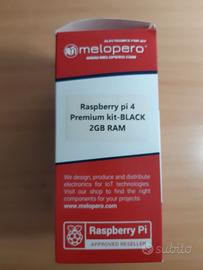 ELECTRONICS FOR IOT
melopero®
WWW.MELOPERO.COM
Raspberry pi 4
Premium kit-BLACK
2GB RAM
We design, produce and distribute
electronics for IoT technologies.
Visit our shop to find the right
components for your projects:
www.melopero.com
Raspberry Pi
APPROVED RESELLER
subito